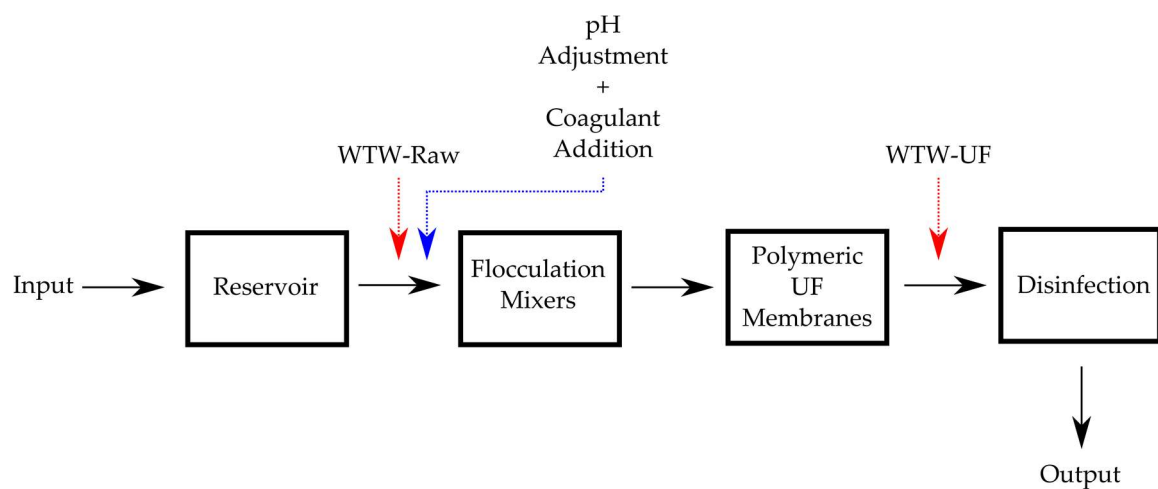 pH
Adjustment
+
Coagulant
Addition
WTW-Raw
WTW-UF
Input
Reservoir
Flocculation
Mixers
Polymeric
UF
Membranes
Disinfection
Output